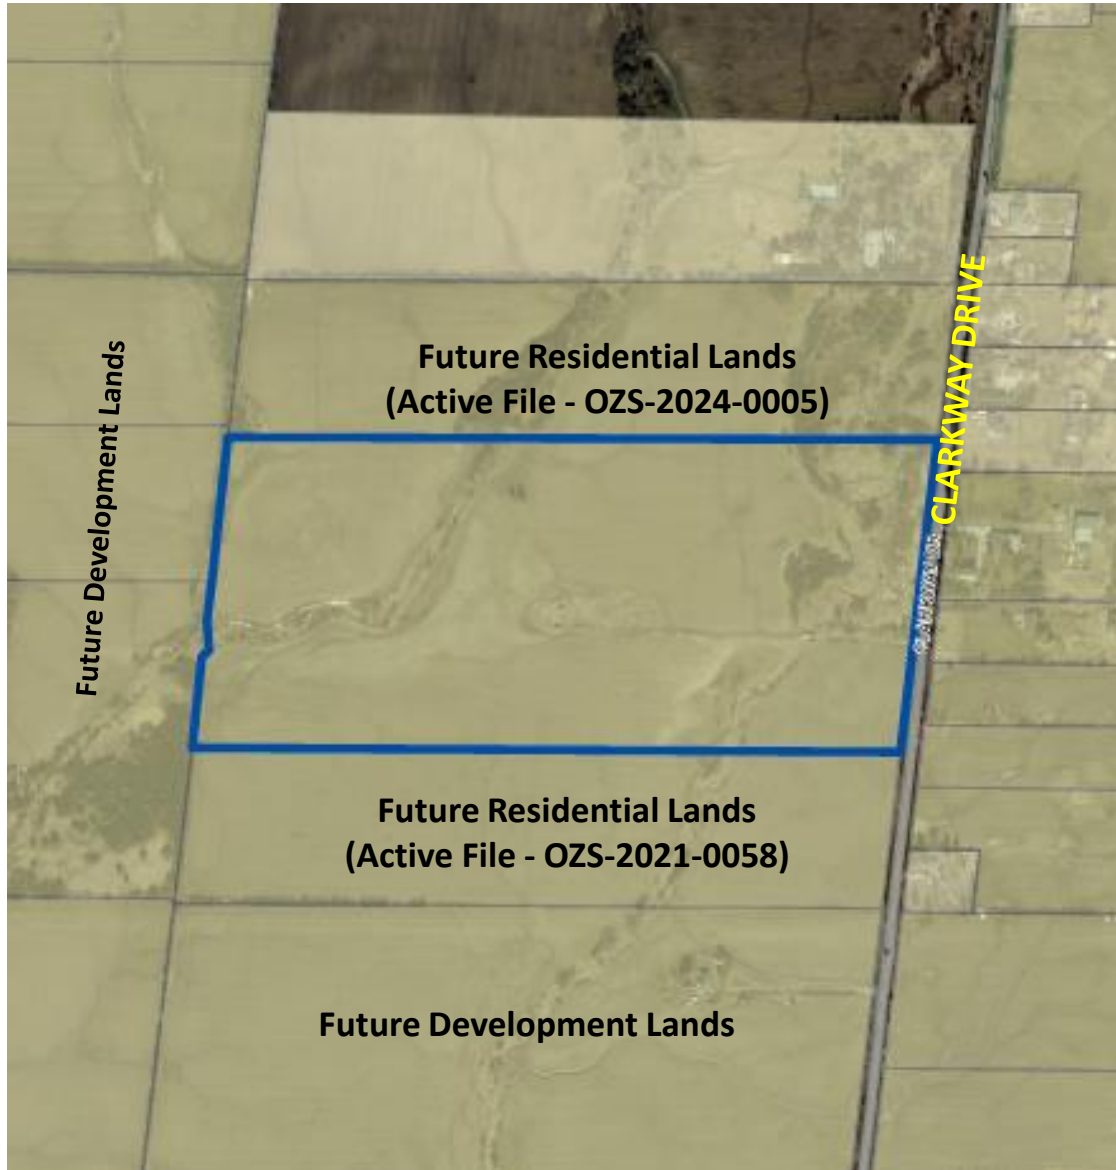 Future Residential Lands
(Active File - OZS-2024-0005)
CLARKWAY DRIVE
Future Development Lands
Future Residential Lands
(Active File - OZS-2021-0058)
Future Development Lands